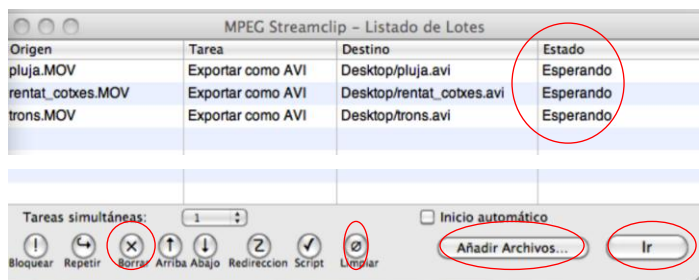 MPEG Streamclip – Listado de Lotes
Origen Tarea Destino Estado
pluja.MOV Exportar como AVI Desktop/pluja.avi Esperando
rentat_cotxes.MOV Exportar como AVI Desktop/rentat_cotxes.avi Esperando
trons.MOV Exportar como AVI Desktop/trons.avi Esperando
Tareas simultáneas: 1 Inicio automático
Bloquear Repetir Borrar Arriba Abajo Redireccion Script Limpiar Añadir Archivos... Ir